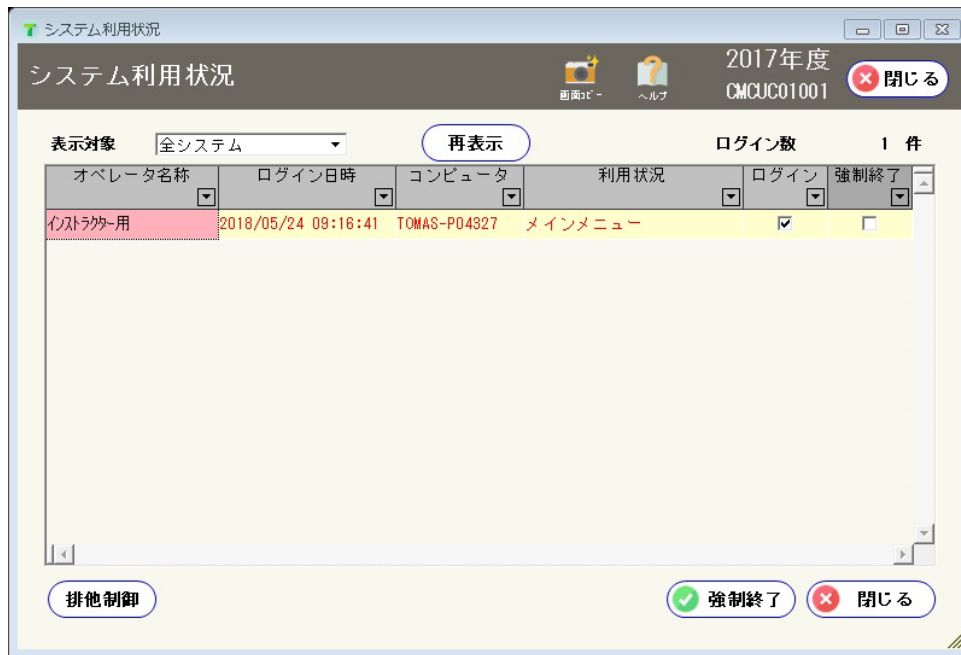 システム利用状況
システム利用状況
画面ｺﾋﾟｰ
ヘルプ
2017年度
CMCUC01001
閉じる
表示対象 全システム 再表示 ログイン数 1 件
オペレータ名称 ログイン日時 コンピュータ 利用状況 ログイン 強制終了
ｲﾝｽﾄﾗｸﾀｰ用 2018/05/24 09:16:41 TOMAS-P04327 メインメニュー
排他制御 強制終了 閉じる